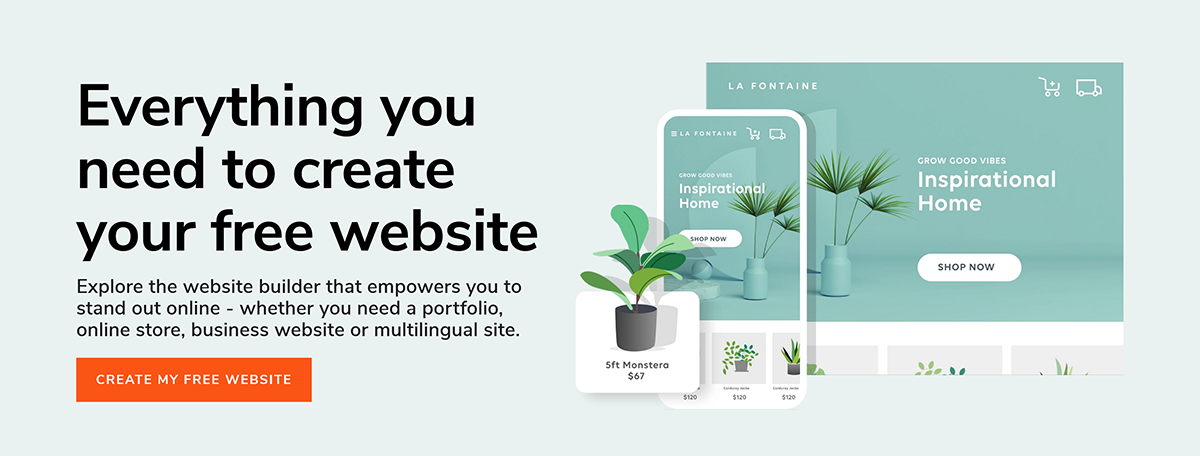 Everything you
need to create
your free website
Explore the website builder that empowers you to
stand out online - whether you need a portfolio,
online store, business website or multilingual site.
CREATE MY FREE WEBSITE
LA FONTAINE
GROW GOOD VIBES
Inspirational
Home
SHOP NOW
5ft Monstera
$67
$120
$120
$120
LA FONTAINE
GROW GOOD VIBES
Inspirational
Home
SHOP NOW